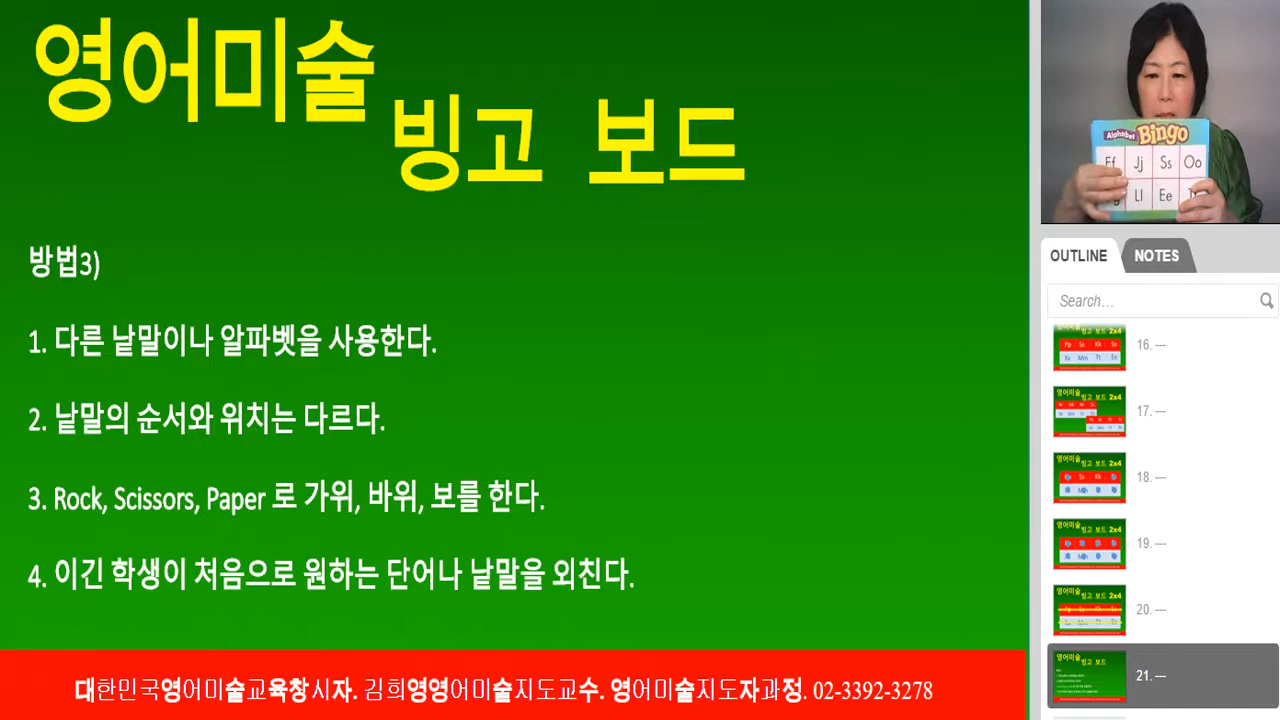 영어미술
빙고 보드
방법3)
1. 다른 낱말이나 알파벳을 사용한다.
2. 낱말의 순서와 위치는 다르다.
3. Rock, Scissors, Paper 로 가위, 바위, 보를 한다.
4. 이긴 학생이 처음으로 원하는 단어나 낱말을 외친다.
대한민국영어미술교육창시자. 김희영영어미술지도교수. 영어미술지도자과정. 02-3392-3278
Alphabet Bingo
Ff Jj Ss Oo
Ll Ee
OUTLINE NOTES
Search...
16. —
17. —
18. —
19. —
20. —
21. —